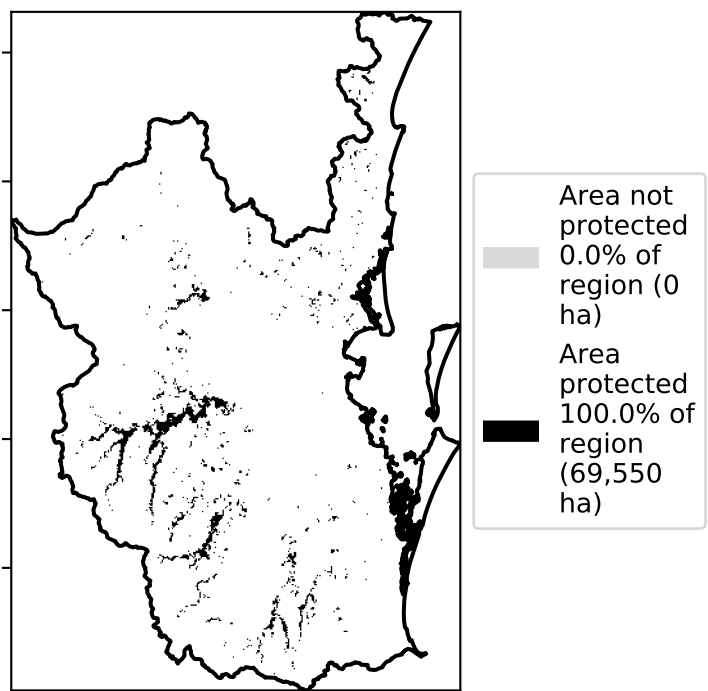 Area not
protected
0.0% of
region (0
ha)
Area
protected
100.0% of
region
(69,550
ha)